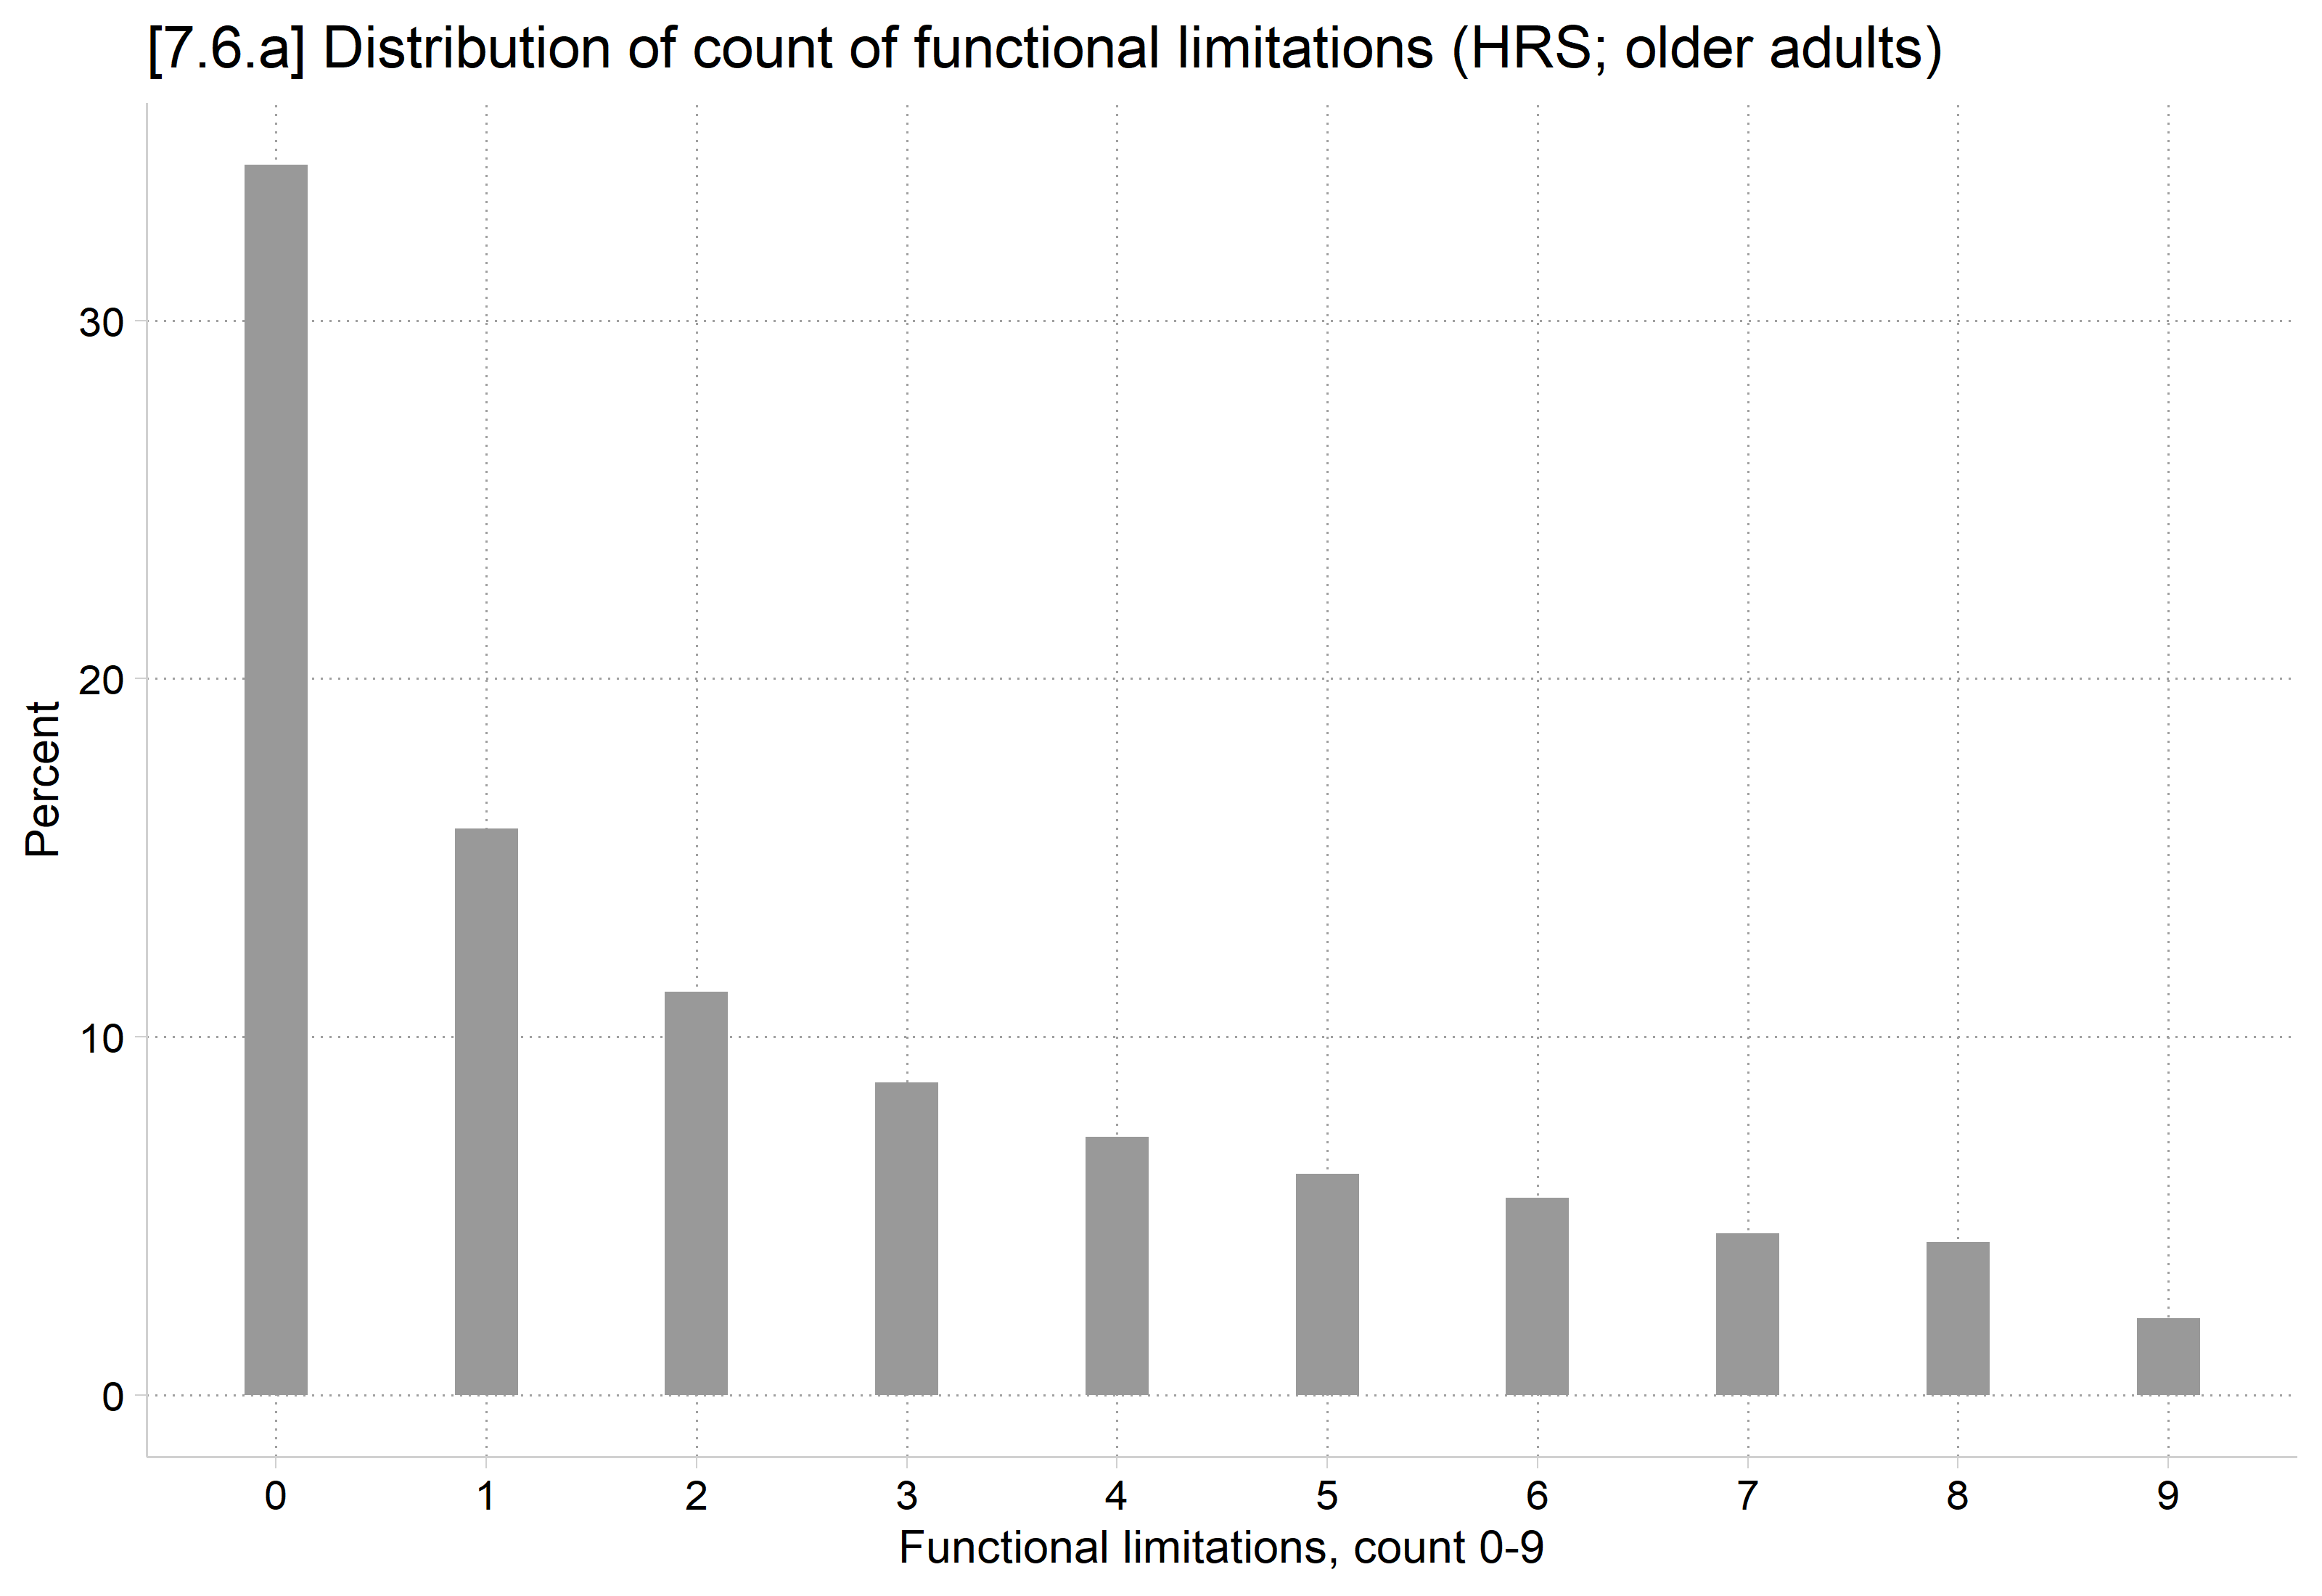 [7.6.a] Distribution of count of functional limitations (HRS; older adults)
30
20
10
0
Percent
0 1 2 3 4 5 6 7 8 9
Functional limitations, count 0-9